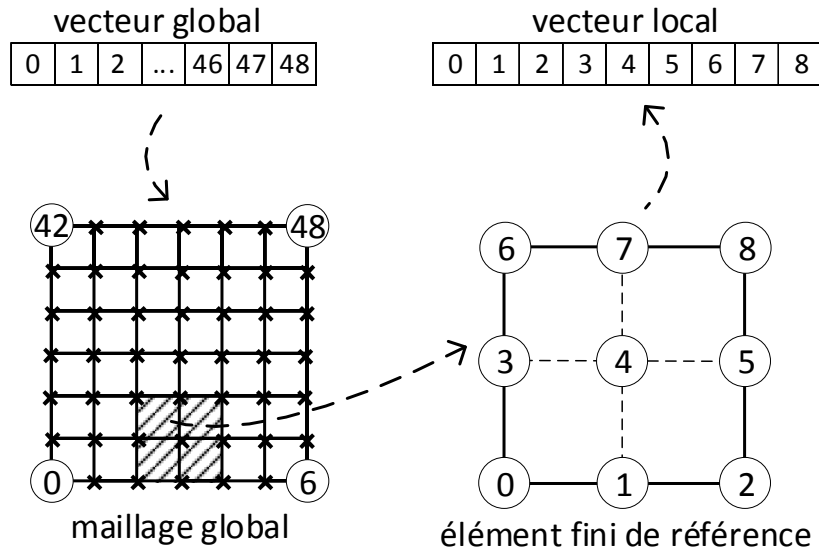 vecteur global
0 1 2 ... 46 47 48
vecteur local
0 1 2 3 4 5 6 7 8
42 48
0 6
maillage global
6 7 8
3 4 5
0 1 2
élément fini de référence